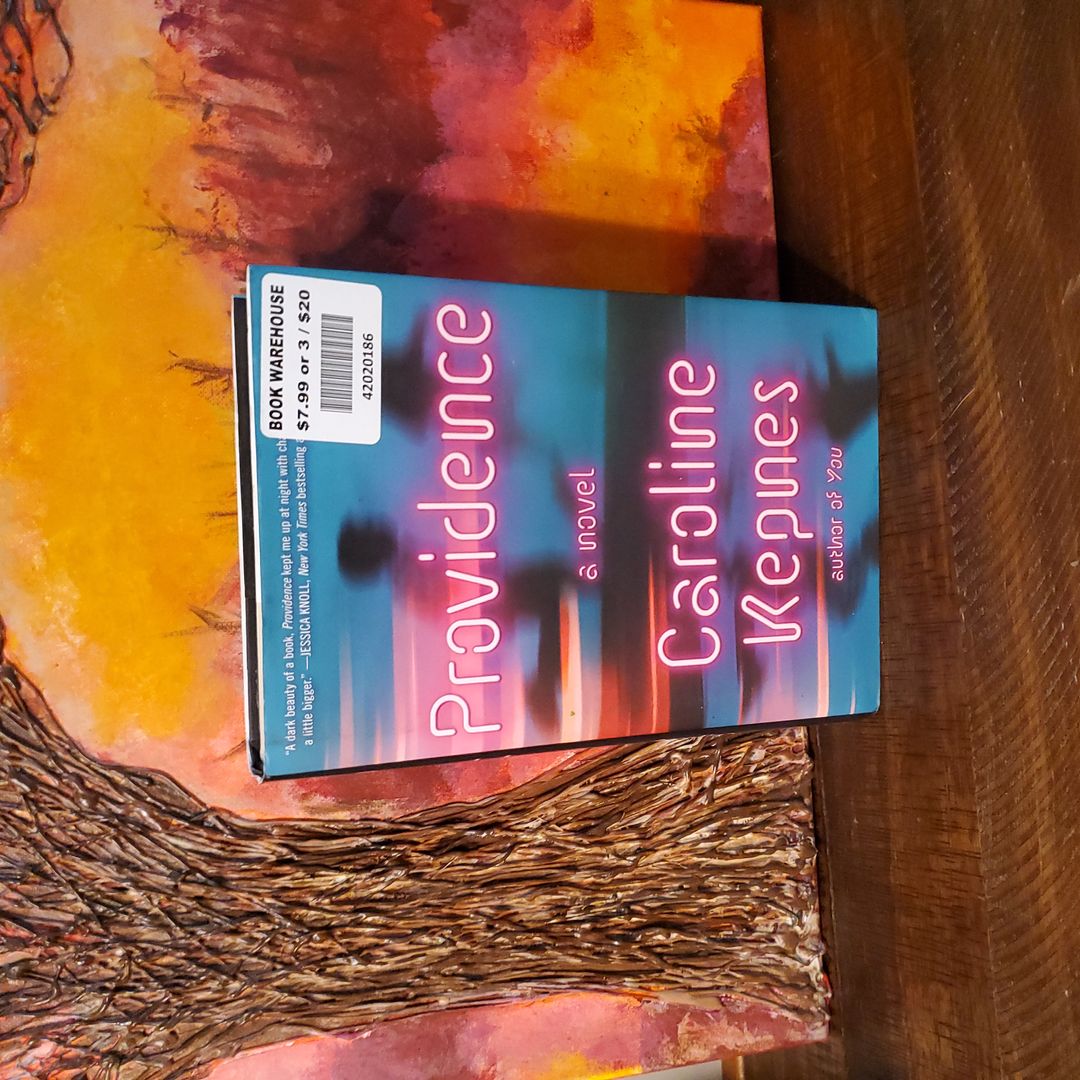 BOOK WAREHOUSE
$7.99 or 3 / $20
42020186
"A dark beauty of a book, Providence kept me up at night with
a little bigger." —JESSICA KNOLL, New York Times bestselling
Providence
a novel
Caroline
Kepnes
author of You